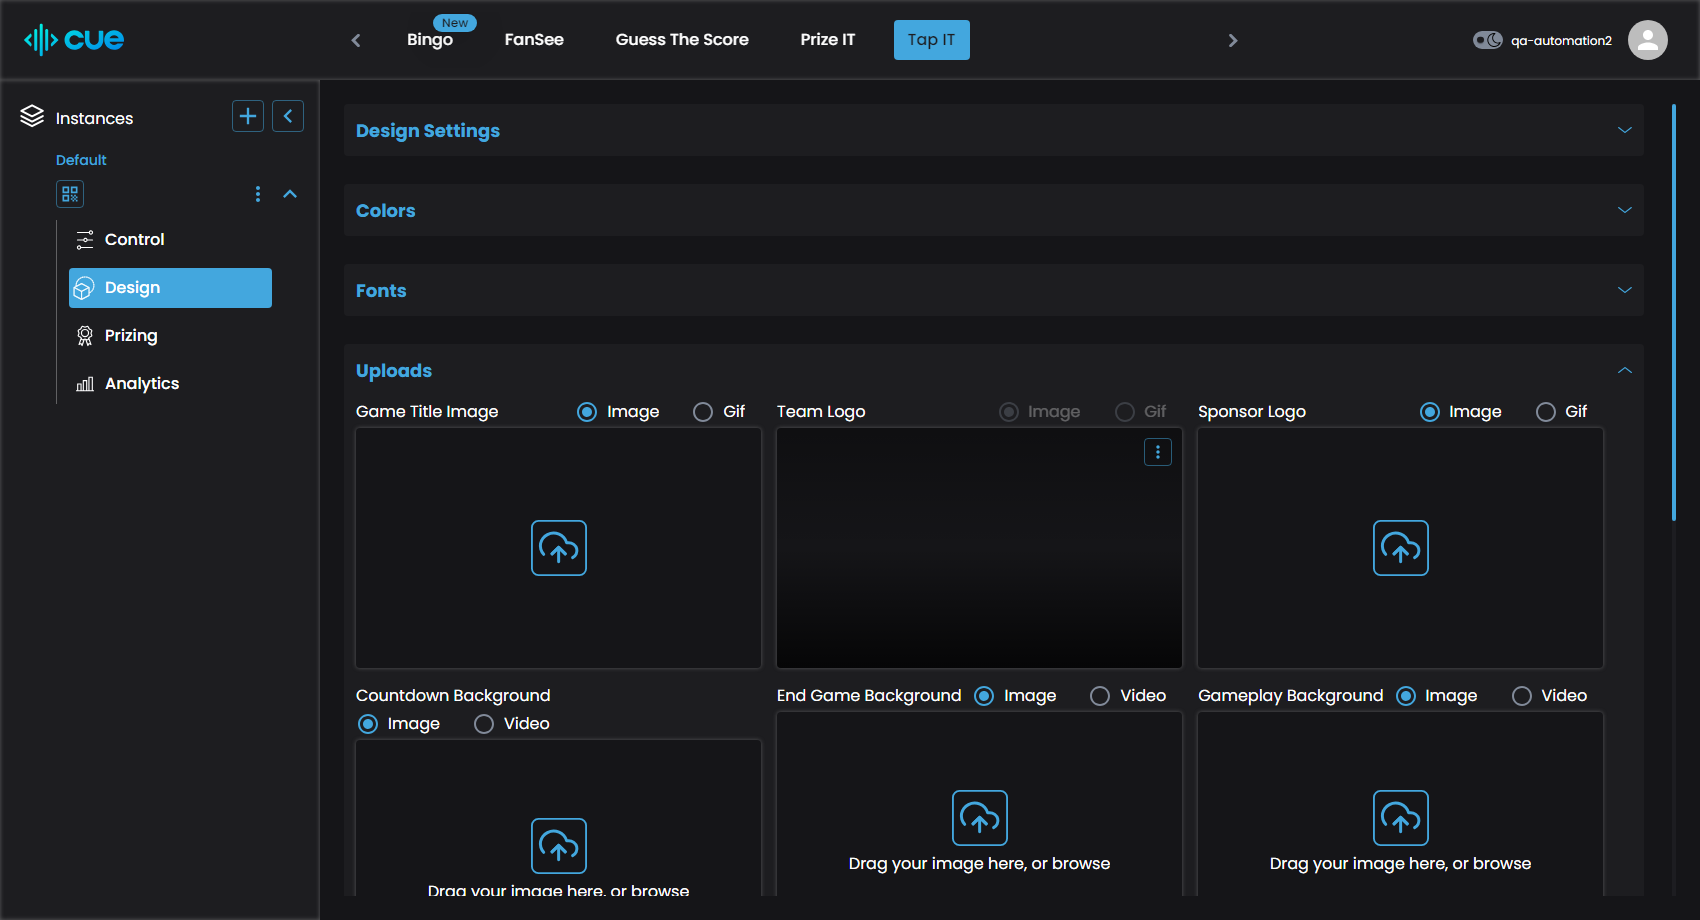 cue
New
Bingo
FanSee
Guess The Score
Prize IT
Tap IT
qa-automation2
Instances
Default
Control
Design
Prizing
Analytics
Design Settings
Colors
Fonts
Uploads
Game Title Image Image Gif
Team Logo Image Gif
Sponsor Logo Image Gif
Countdown Background
Image Video
Drag your image here, or browse
End Game Background Image Video
Drag your image here, or browse
Gameplay Background Image Video
Drag your image here, or browse